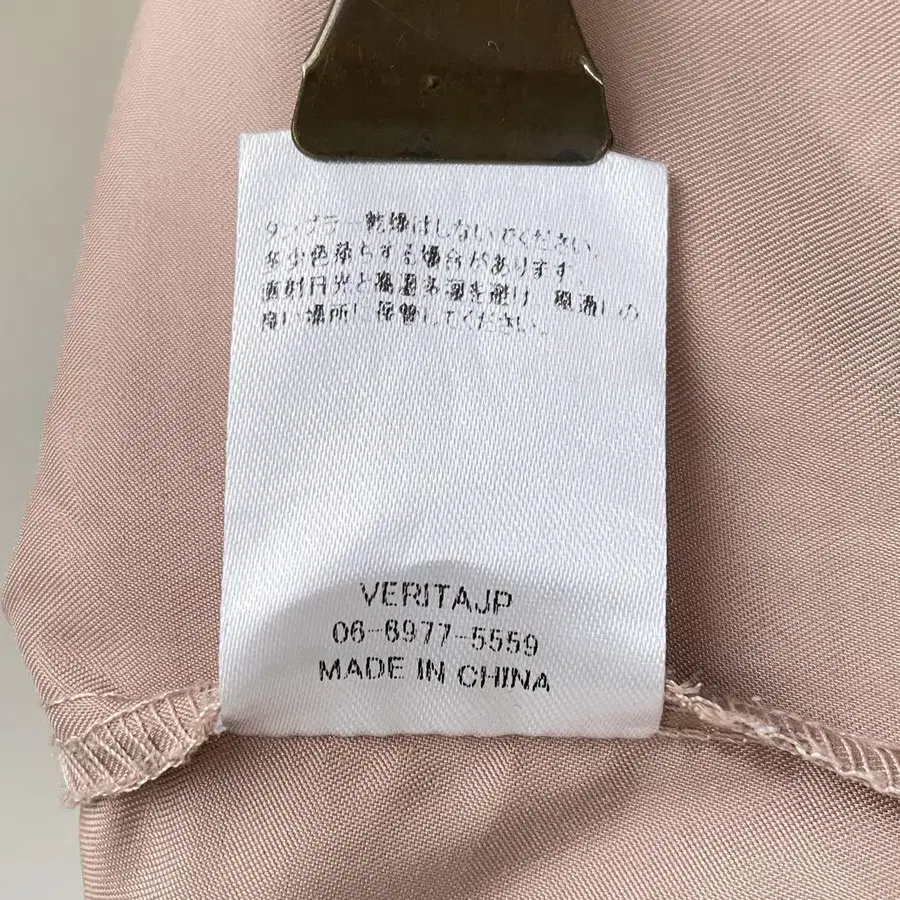 タンブラー乾燥はしないでください。
多少色落ちする場合があります。
直射日光と高温多湿を避け、風通しの
良い場所に保管してください。
VERITAJP
06-6977-5559
MADE IN CHINA